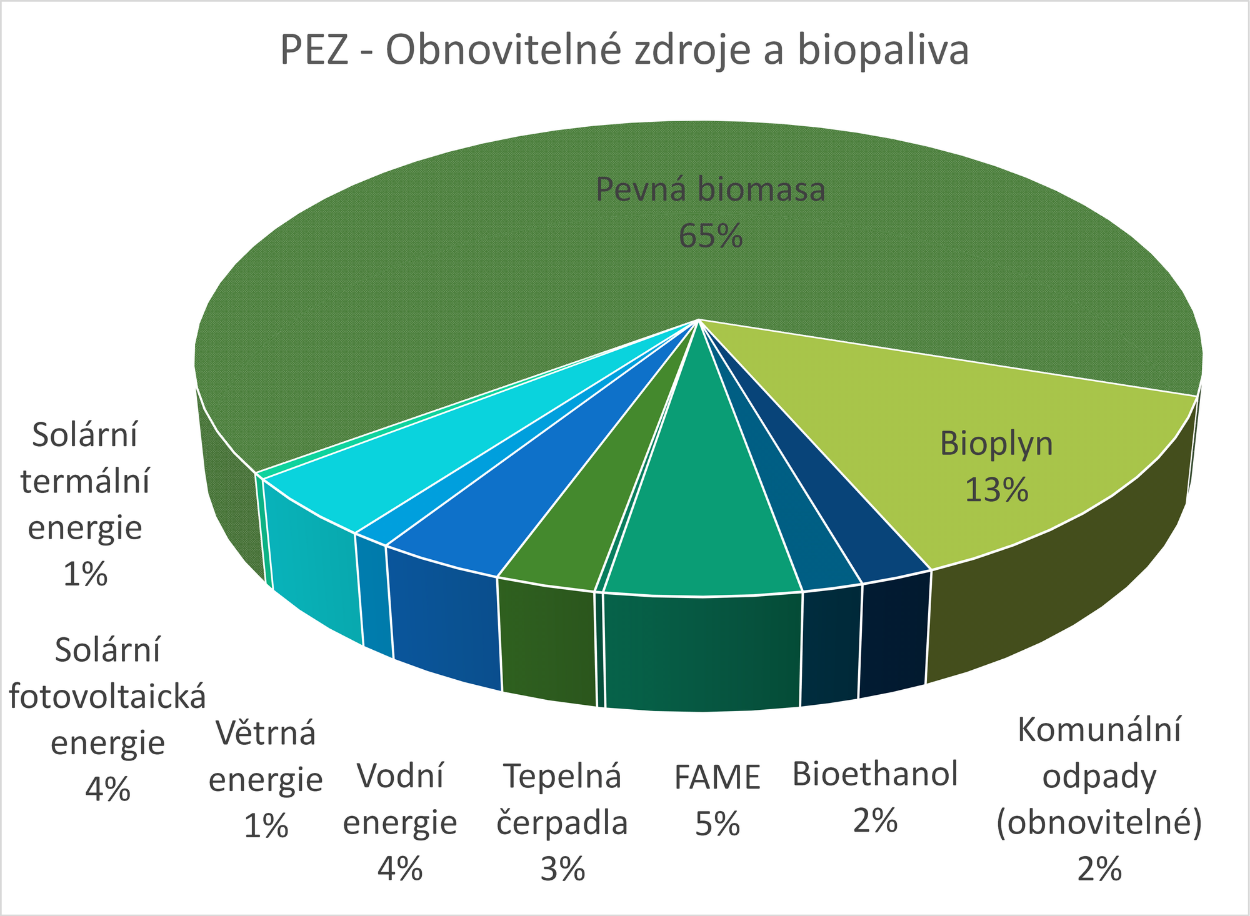 PEZ - Obnovitelné zdroje a biopaliva
Pevná biomasa
65%
Bioplyn
13%
Solární
termální
energie
1%
Solární
fotovoltaická
energie
4%
Větrná
energie
1%
Vodní
energie
4%
Tepelná
čerpadla
3%
FAME
5%
Bioethanol
2%
Komunální
odpady
(obnovitelné)
2%